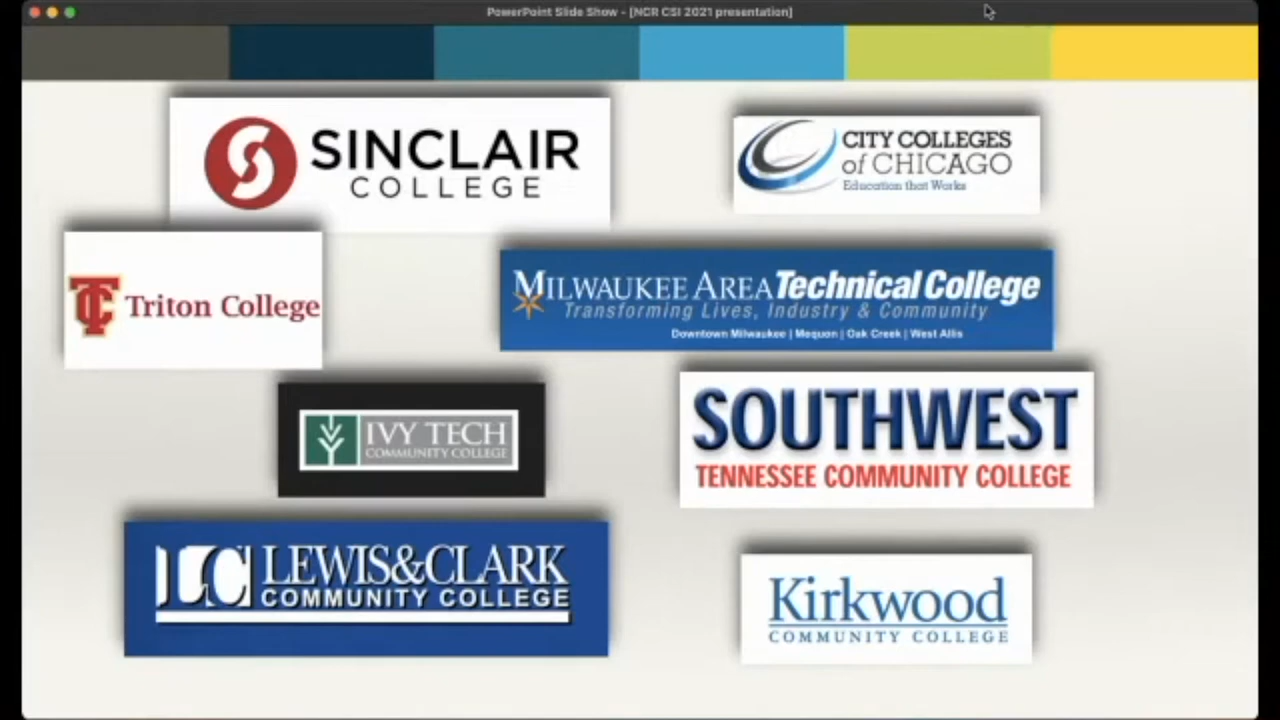 PowerPoint Slide Show - [NCR CSI 2021 presentation]
SINCLAIR
COLLEGE
CITY COLLEGES
of CHICAGO
Education that Works
TC Triton College
MILWAUKEE AREA Technical College
Transforming Lives, Industry & Community
Downtown Milwaukee | Mequon | Oak Creek | West Allis
IVY TECH
COMMUNITY COLLEGE
SOUTHWEST
TENNESSEE COMMUNITY COLLEGE
LC LEWIS&CLARK
COMMUNITY COLLEGE
Kirkwood
COMMUNITY COLLEGE